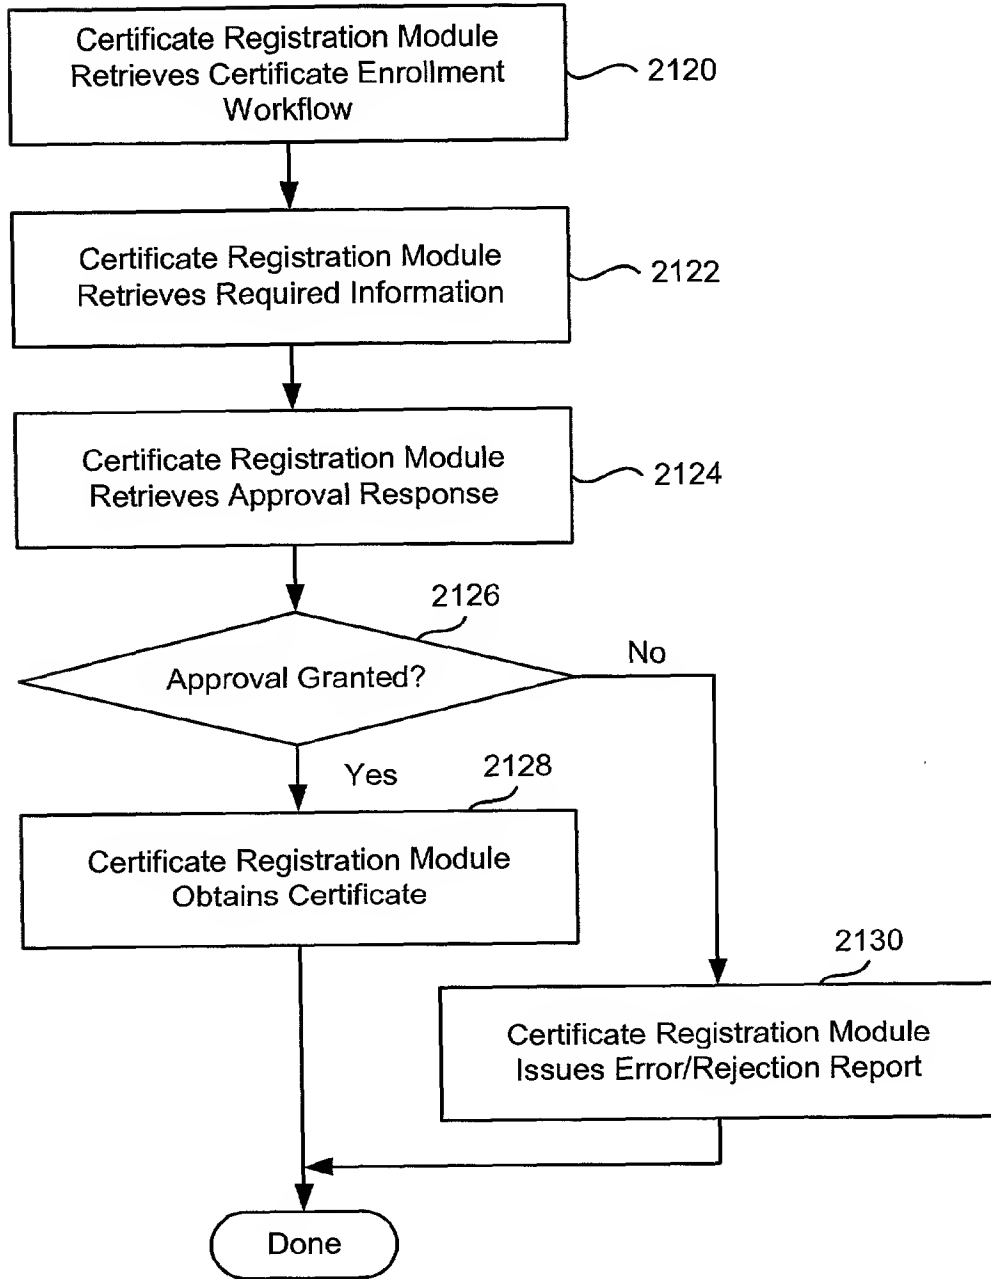 Certificate Registration Module
Retrieves Certificate Enrollment
Workflow
2120
Certificate Registration Module
Retrieves Required Information
2122
Certificate Registration Module
Retrieves Approval Response
2124
2126
Approval Granted?
No
Yes
2128
Certificate Registration Module
Obtains Certificate
2130
Certificate Registration Module
Issues Error/Rejection Report
Done